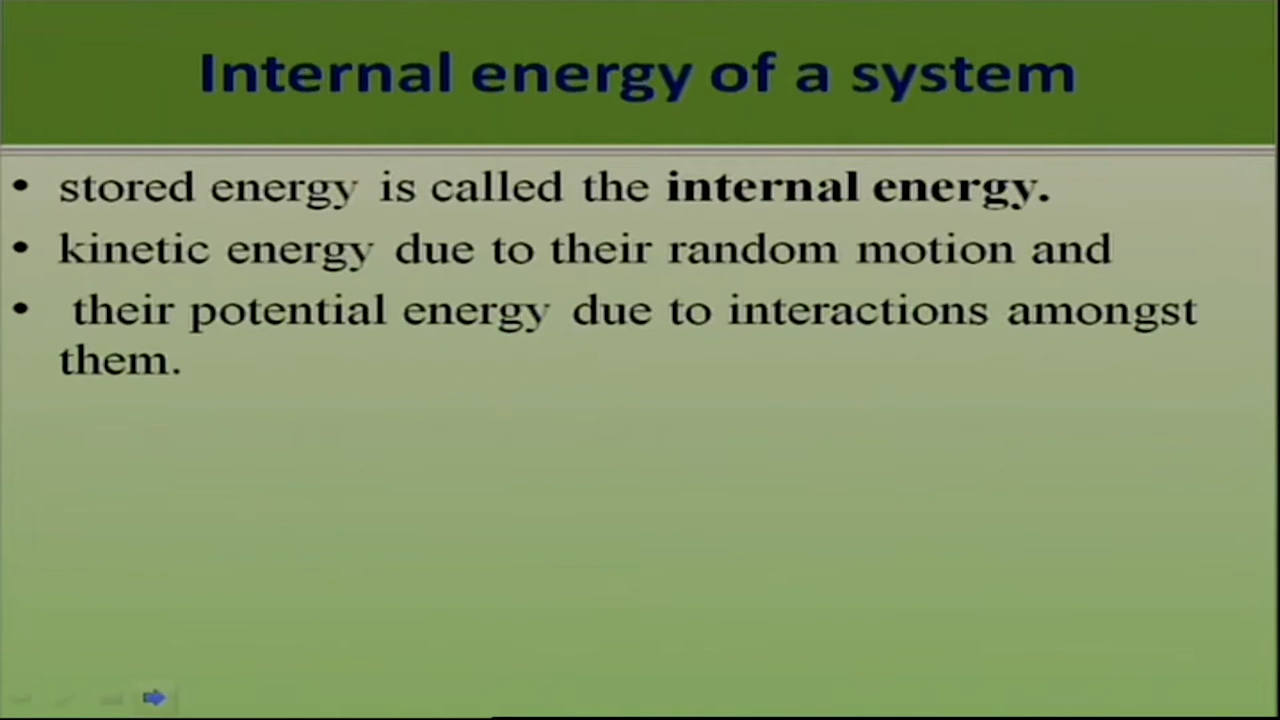 Internal energy of a system
• stored energy is called the internal energy.
• kinetic energy due to their random motion and
• their potential energy due to interactions amongst
them.